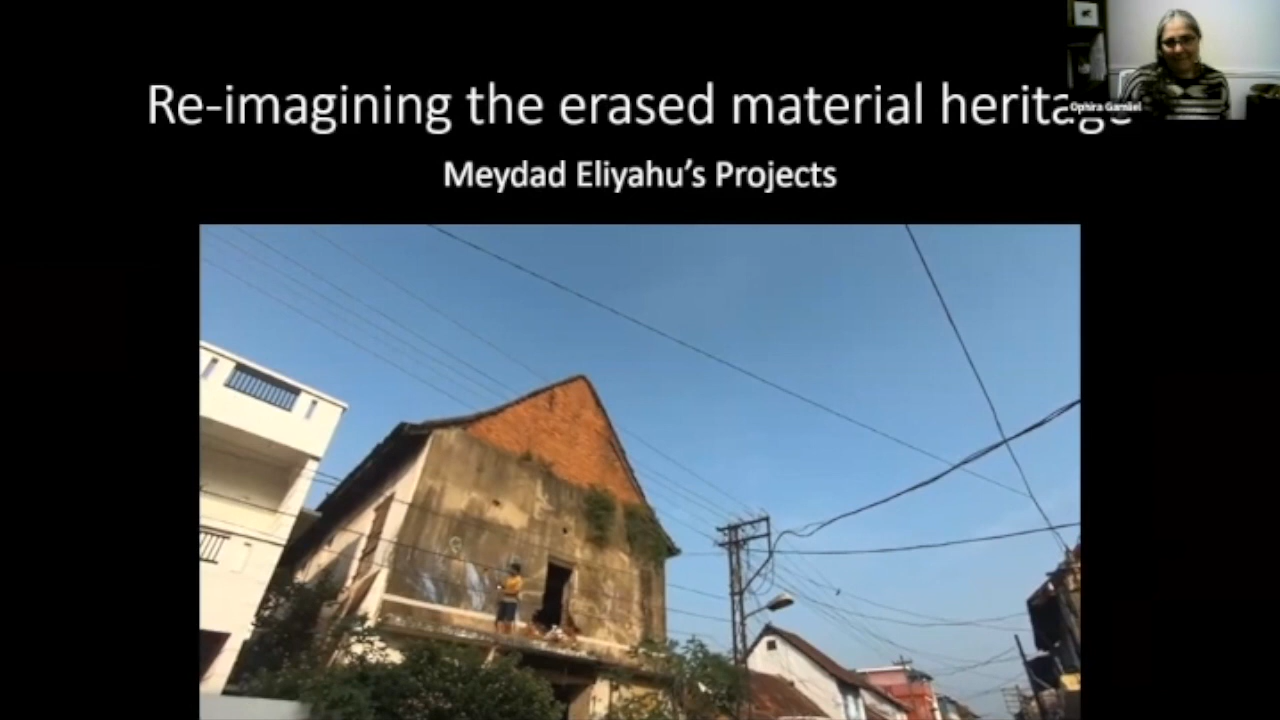 Re-imagining the erased material heritage
Meydad Eliyahu’s Projects
Ophira Gamliel